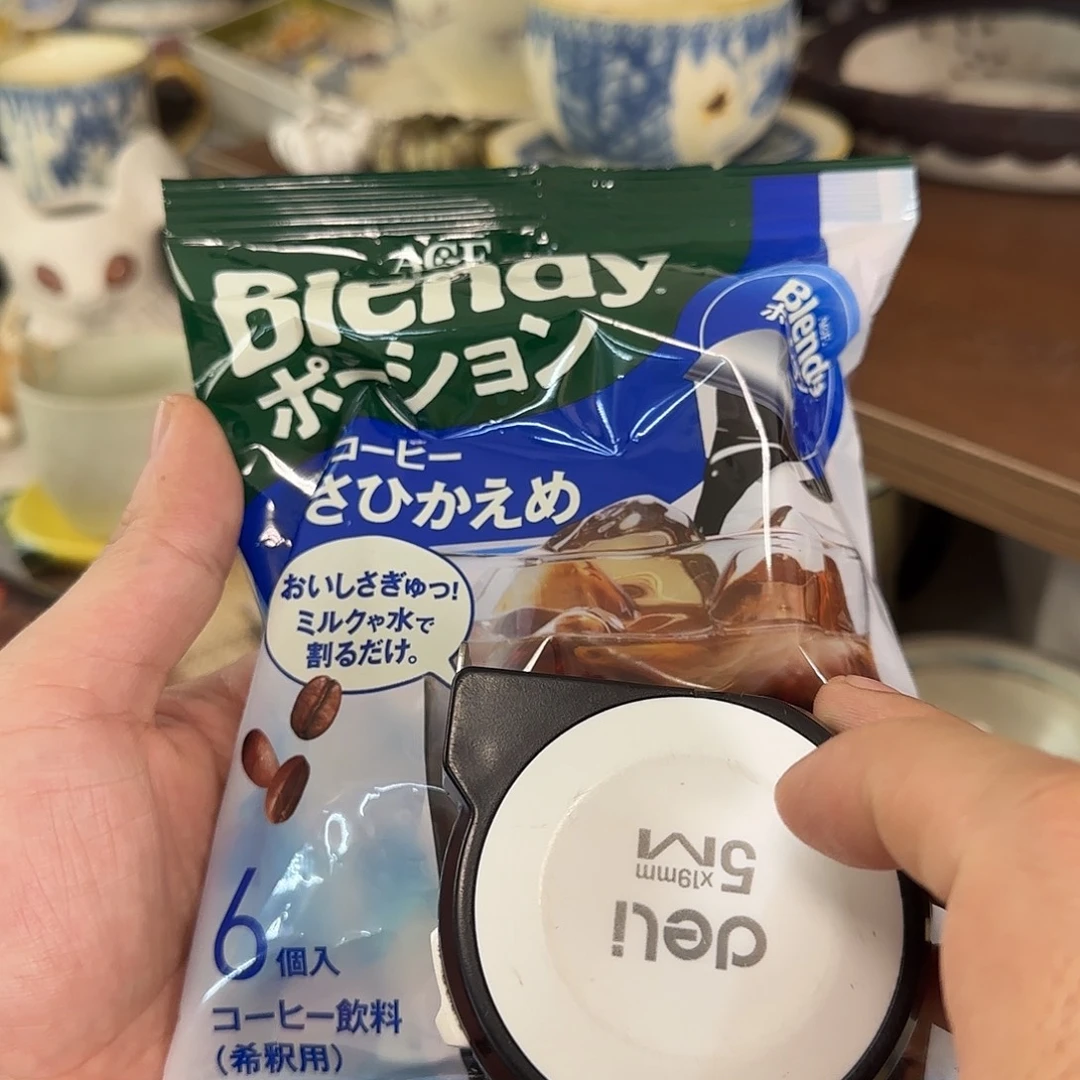 AGF
Blendy®
ポーション
AGF
Blendy
コーヒー
さひかえめ
おいしさぎゅっ!
ミルクや水で
割るだけ。
6個入
コーヒー飲料
(希釈用)
5M
x19mm
deli